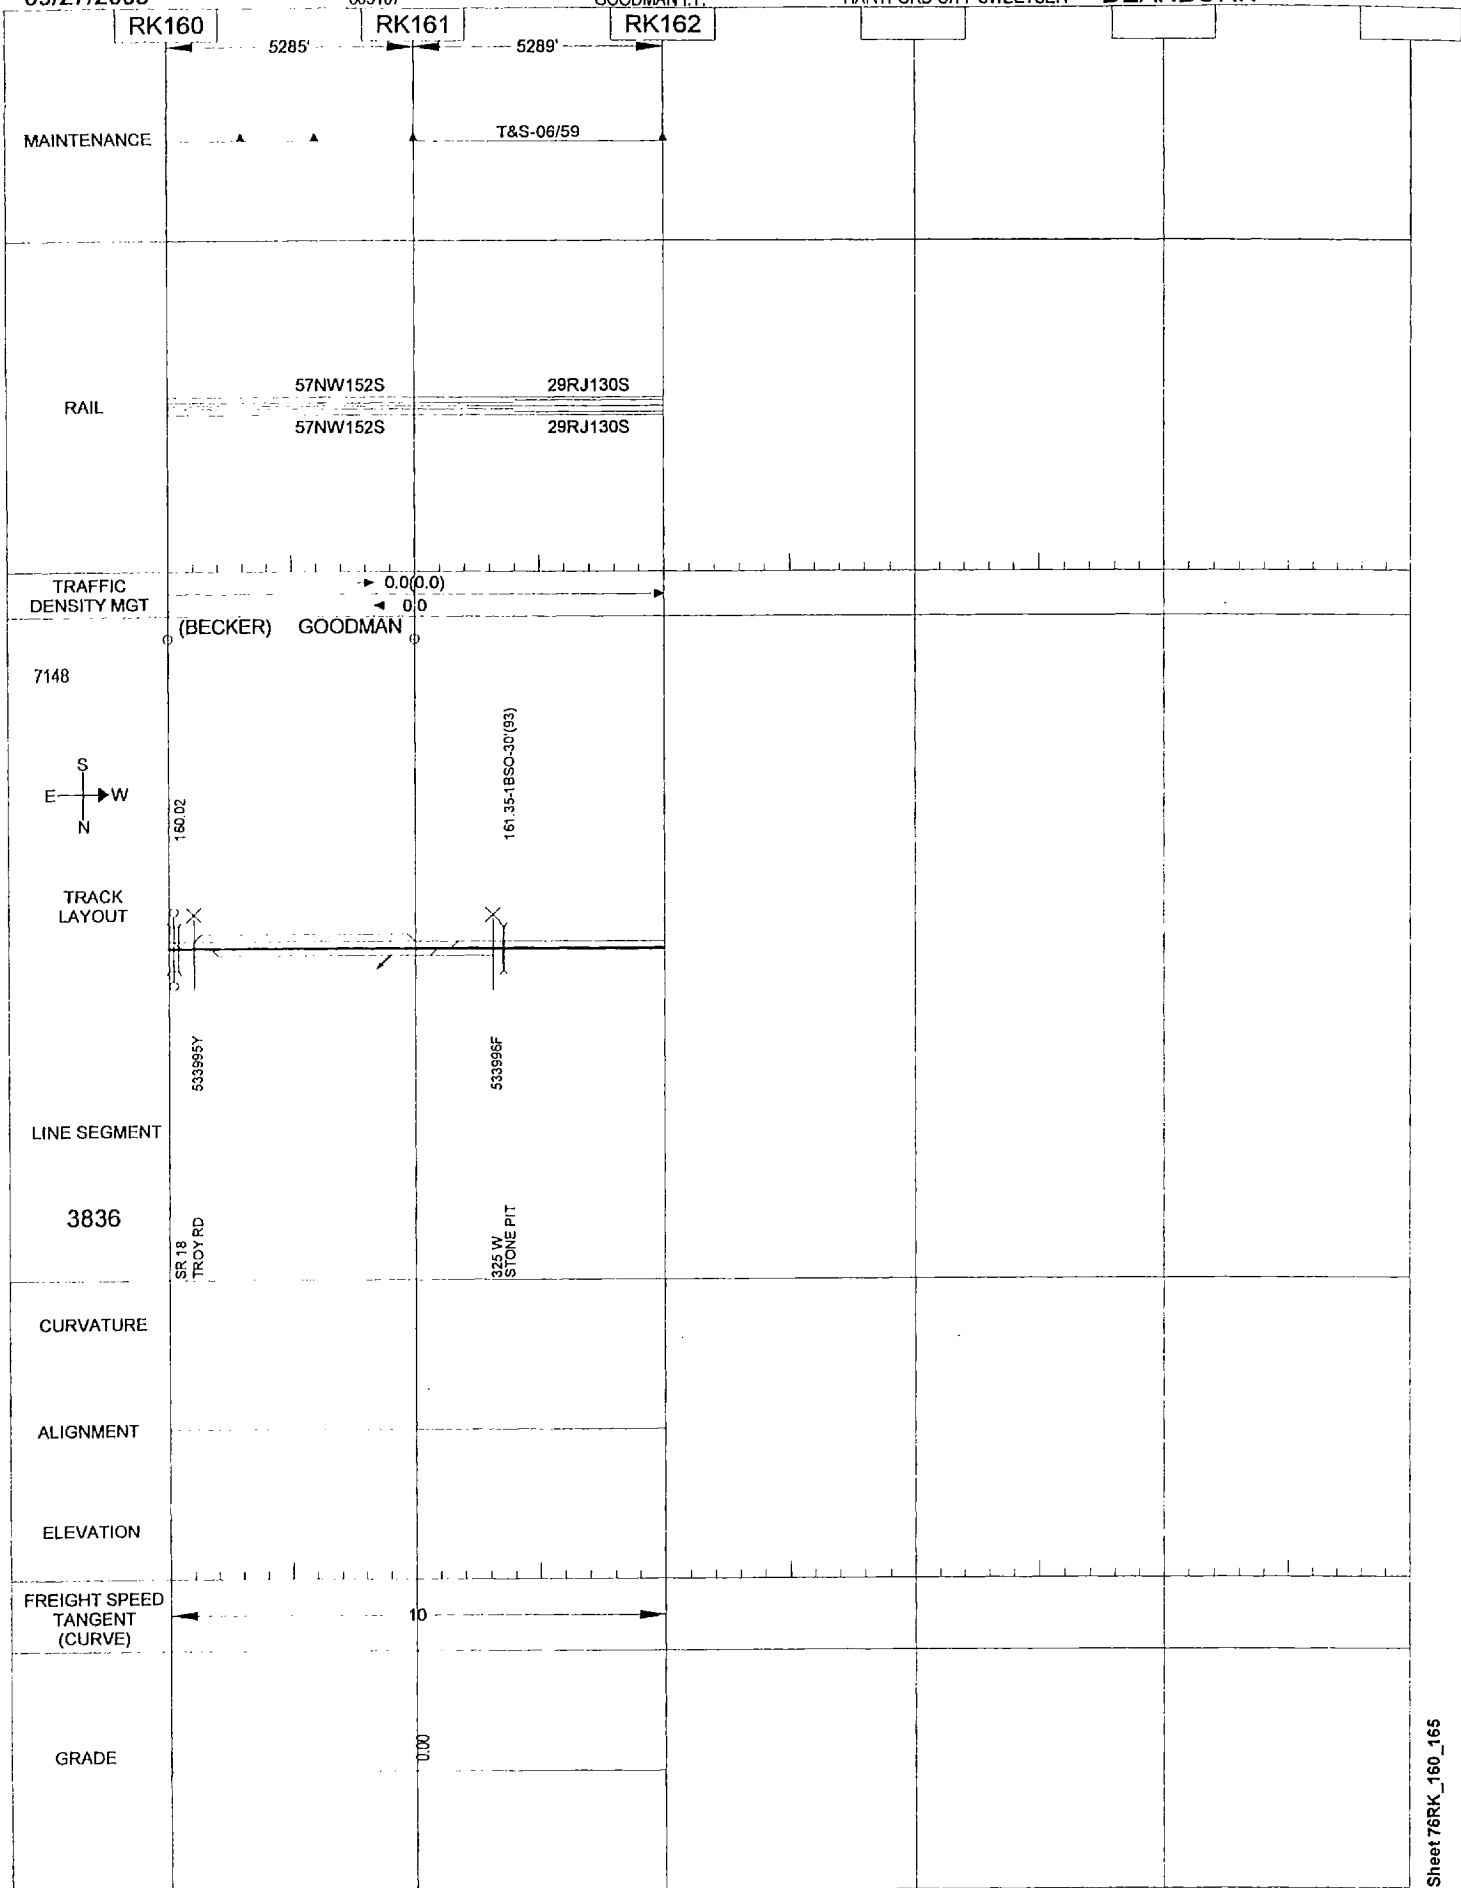 RK160
RK161
RK162
5285'
5289'
MAINTENANCE
T&S-06/59
RAIL
57NW152S
29RJ130S
57NW152S
29RJ130S
TRAFFIC
DENSITY MGT
0.0(0.0)
0.0
(BECKER) GOODMAN
7148
S
E W
N
160.02
161.35-1BSO-30'(93)
TRACK
LAYOUT
533995Y
533996F
LINE SEGMENT
3836
SR 18
TROY RD
325 W
STONE PIT
CURVATURE
ALIGNMENT
ELEVATION
FREIGHT SPEED
TANGENT
(CURVE)
10
GRADE
0.00
Sheet 76RK_160_165